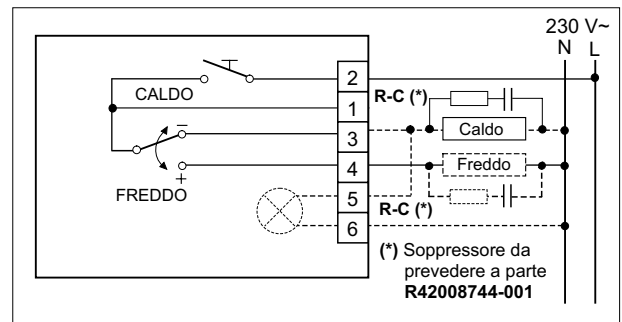 230 V~
N L
2
CALDO
R-C (*)
1
–
3
Caldo
4
Freddo
+
FREDDO
5
R-C (*)
6
(*) Soppressore da
prevedere a parte
R42008744-001